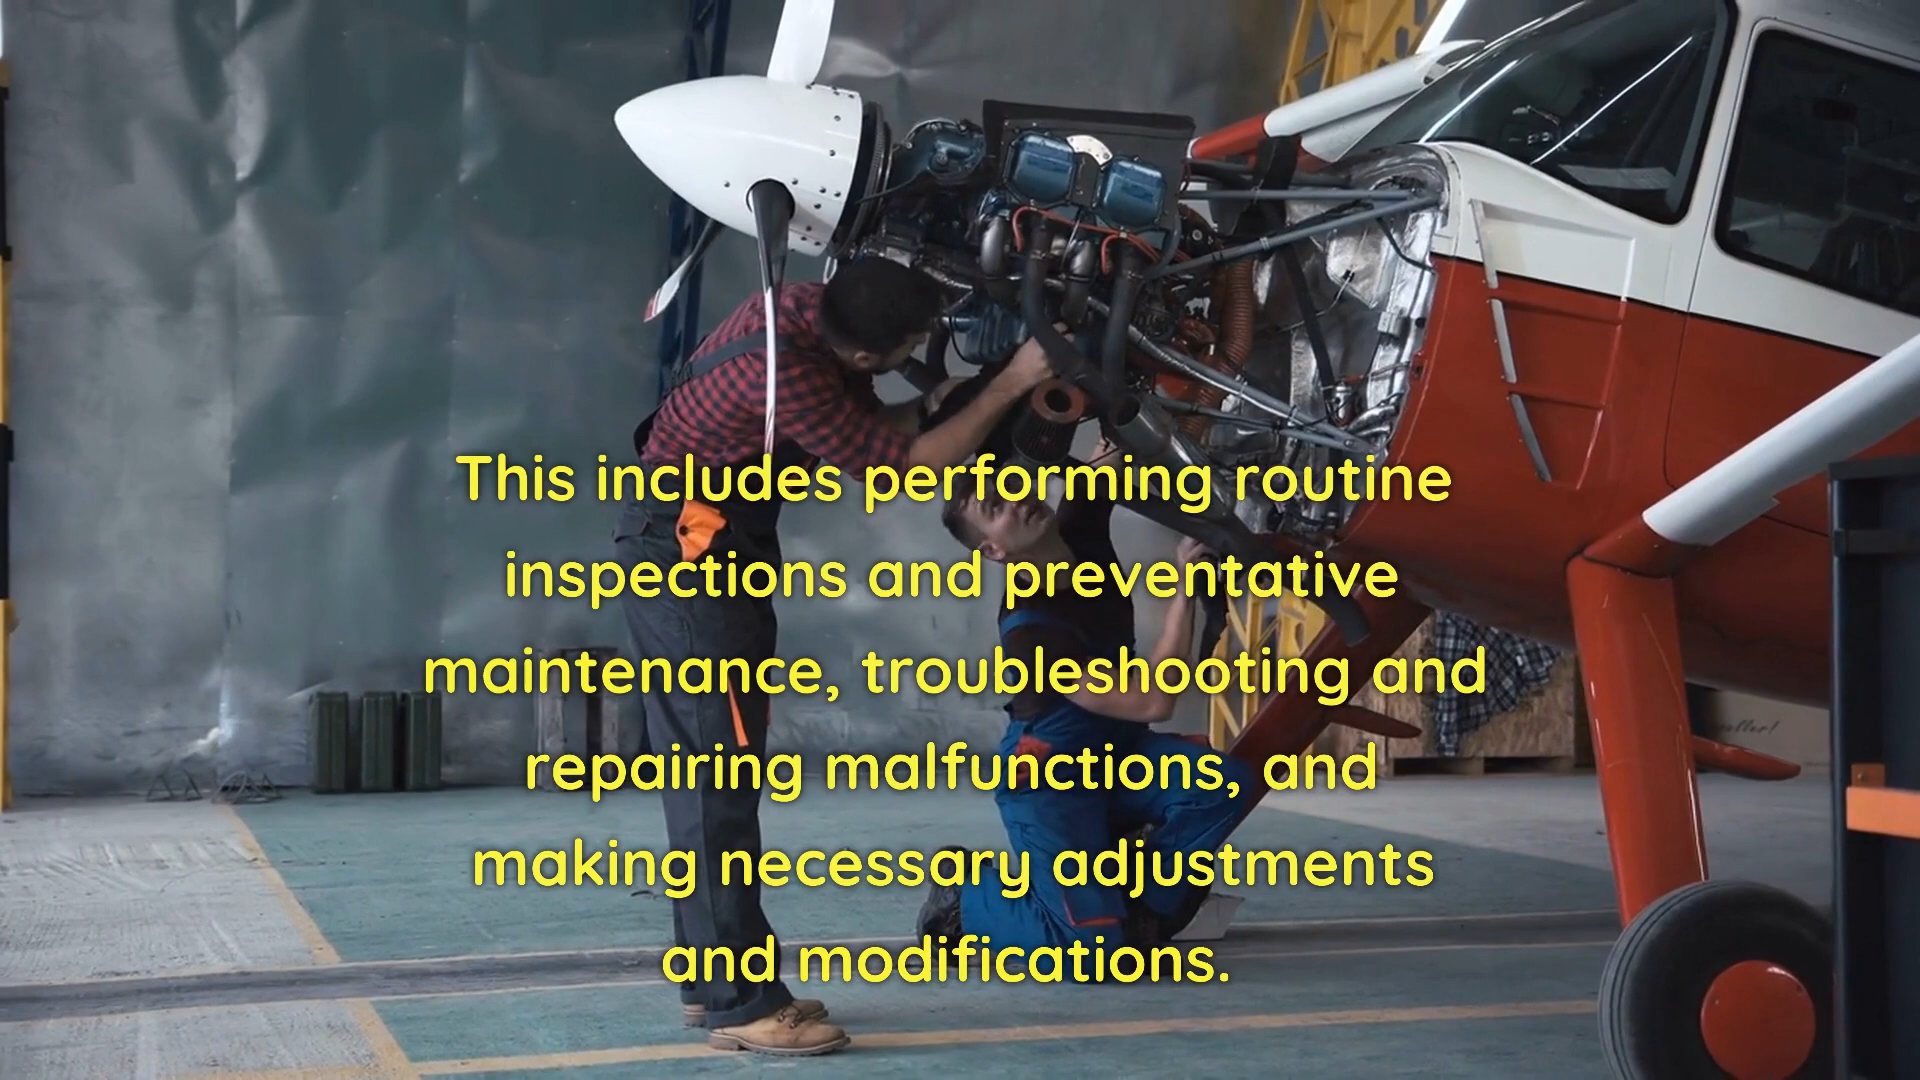 This includes performing routine
inspections and preventative
maintenance, troubleshooting and
repairing malfunctions, and
making necessary adjustments
and modifications.